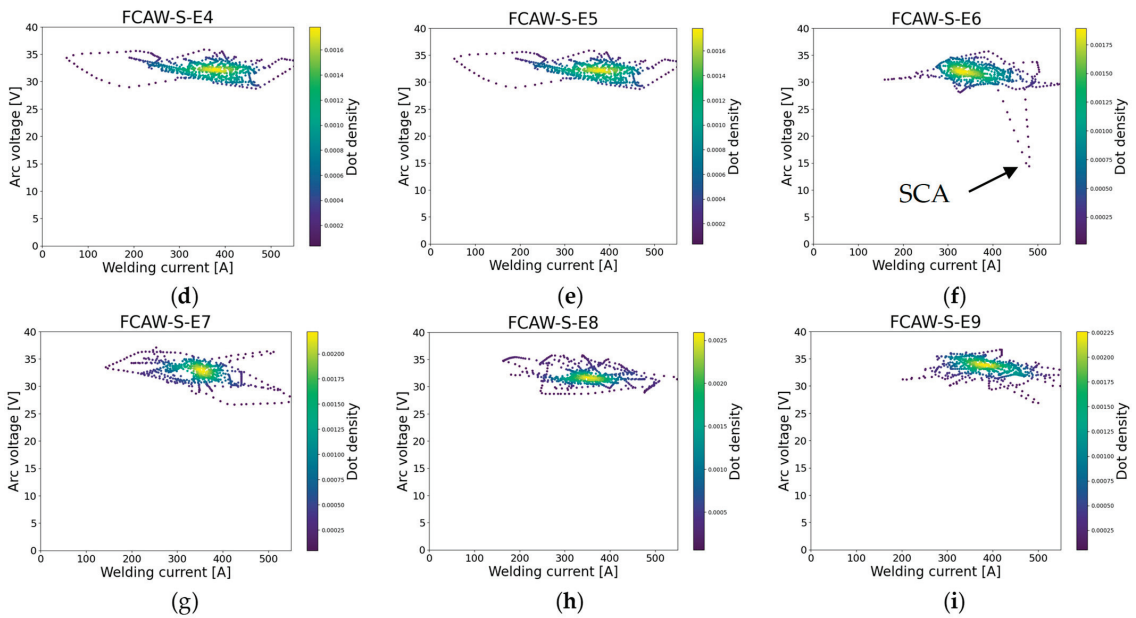 FCAW-S-E4
40
35
30
25
20
15
10
5
0
0 100 200 300 400 500
Arc voltage [V]
Welding current [A]
0.0016
0.0014
0.0012
0.0010
0.0008
0.0006
0.0004
0.0002
Dot density
(d)
FCAW-S-E5
40
35
30
25
20
15
10
5
0
0 100 200 300 400 500
Arc voltage [V]
Welding current [A]
0.0016
0.0014
0.0012
0.0010
0.0008
0.0006
0.0004
0.0002
Dot density
(e)
FCAW-S-E6
40
35
30
25
20
15
10
5
0
SCA
0 100 200 300 400 500
Arc voltage [V]
Welding current [A]
0.00175
0.00150
0.00125
0.00100
0.00075
0.00050
0.00025
Dot density
(f)
FCAW-S-E7
40
35
30
25
20
15
10
5
0
0 100 200 300 400 500
Arc voltage [V]
Welding current [A]
0.00200
0.00175
0.00150
0.00125
0.00100
0.00075
0.00050
0.00025
Dot density
(g)
FCAW-S-E8
40
35
30
25
20
15
10
5
0
0 100 200 300 400 500
Arc voltage [V]
Welding current [A]
0.0025
0.0020
0.0015
0.0010
0.0005
Dot density
(h)
FCAW-S-E9
40
35
30
25
20
15
10
5
0
0 100 200 300 400 500
Arc voltage [V]
Welding current [A]
0.00225
0.00200
0.00175
0.00150
0.00125
0.00100
0.00075
0.00050
0.00025
Dot density
(i)